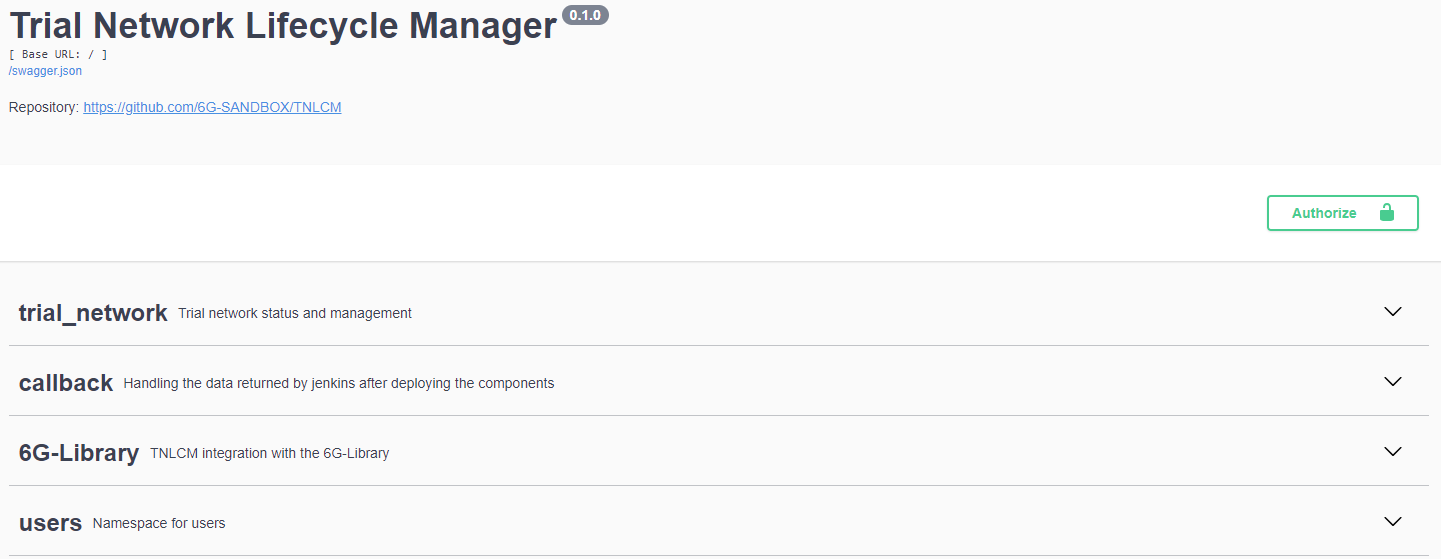 Trial Network Lifecycle Manager 0.1.0
[ Base URL: / ]
/swagger.json
Repository: https://github.com/6G-SANDBOX/TNLCM
Authorize
trial_network Trial network status and management
callback Handling the data returned by jenkins after deploying the components
6G-Library TNLCM integration with the 6G-Library
users Namespace for users